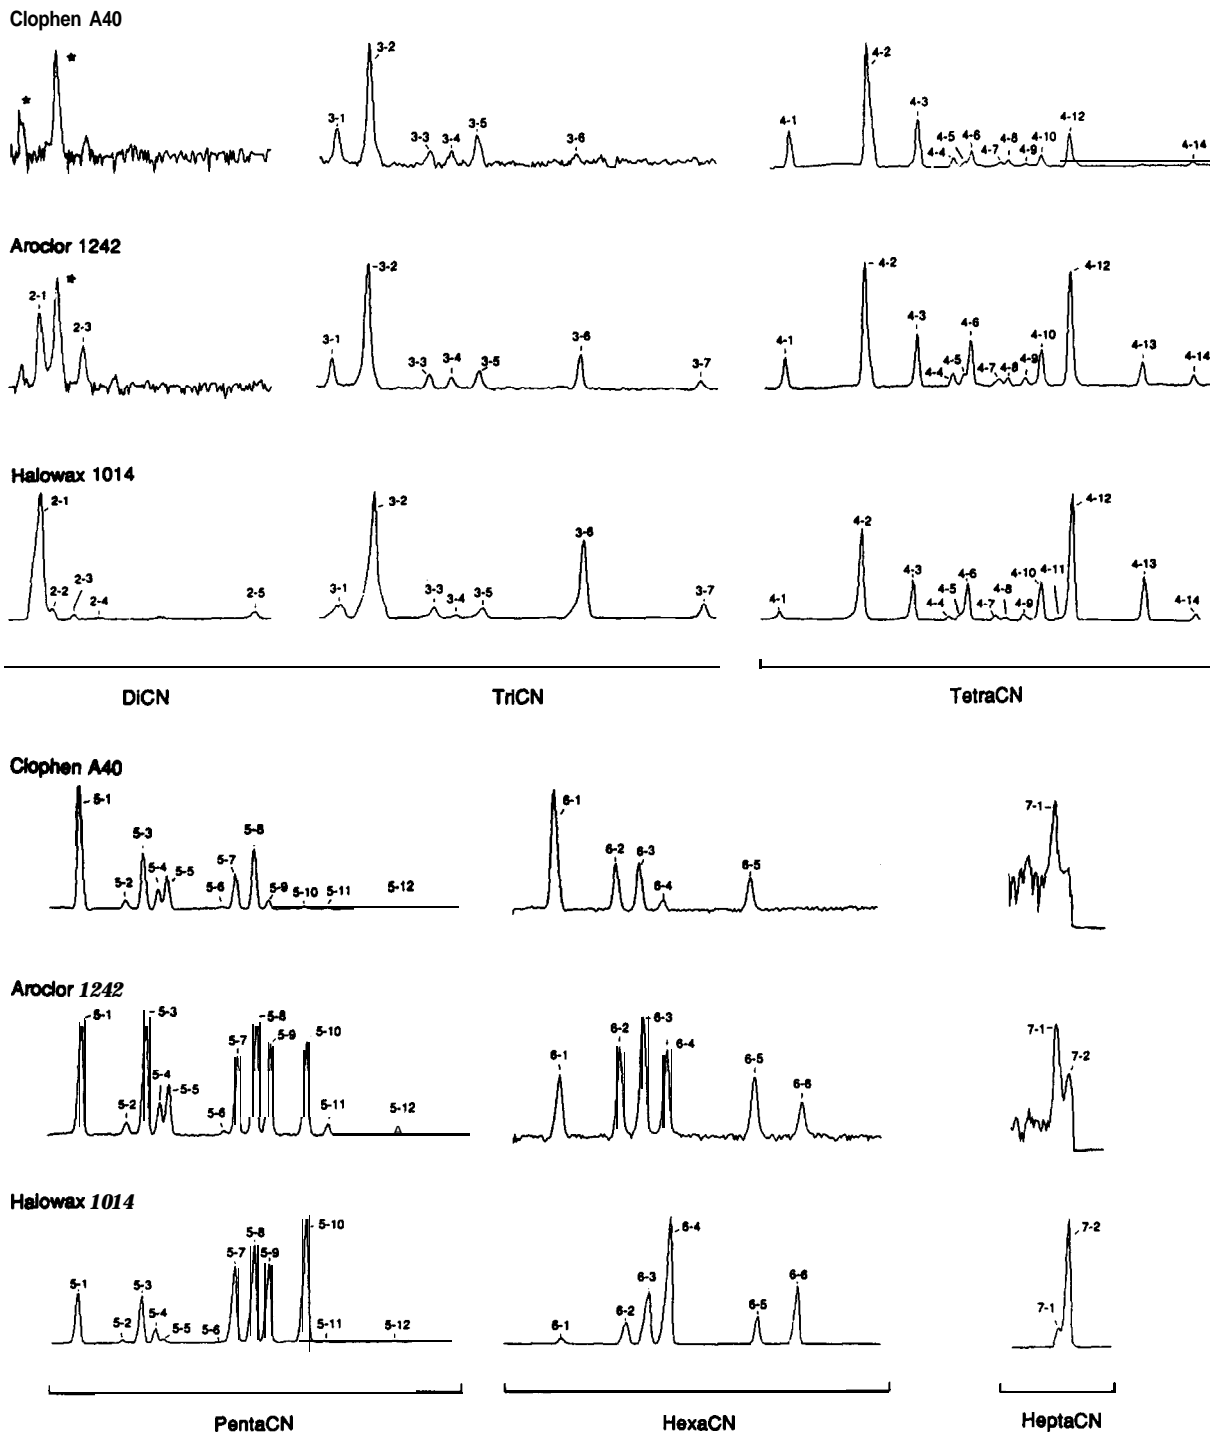 Clophen A40
* *
3-1 3-2 3-3 3-4 3-5 3-6
4-1 4-2 4-3 4-4 4-5 4-6 4-7 4-8 4-9 4-10 4-12 4-14
Aroclor 1242
2-1 * 2-3
3-1 3-2 3-3 3-4 3-5 3-6 3-7
4-1 4-2 4-3 4-4 4-5 4-6 4-7 4-8 4-9 4-10 4-12 4-13 4-14
Halowax 1014
2-1 2-2 2-3 2-4 2-5
3-1 3-2 3-3 3-4 3-5 3-6 3-7
4-1 4-2 4-3 4-4 4-5 4-6 4-7 4-8 4-9 4-10 4-11 4-12 4-13 4-14
DiCN TriCN TetraCN
Clophen A40
5-1 5-2 5-3 5-4 5-5 5-6 5-7 5-8 5-9 5-10 5-11 5-12
6-1 6-2 6-3 6-4 6-5
7-1
Aroclor 1242
5-1 5-2 5-3 5-4 5-5 5-6 5-7 5-8 5-9 5-10 5-11 5-12
6-1 6-2 6-3 6-4 6-5 6-6
7-1 7-2
Halowax 1014
5-1 5-2 5-3 5-4 5-5 5-6 5-7 5-8 5-9 5-10 5-11 5-12
6-1 6-2 6-3 6-4 6-5 6-6
7-1 7-2
PentaCN HexaCN HeptaCN